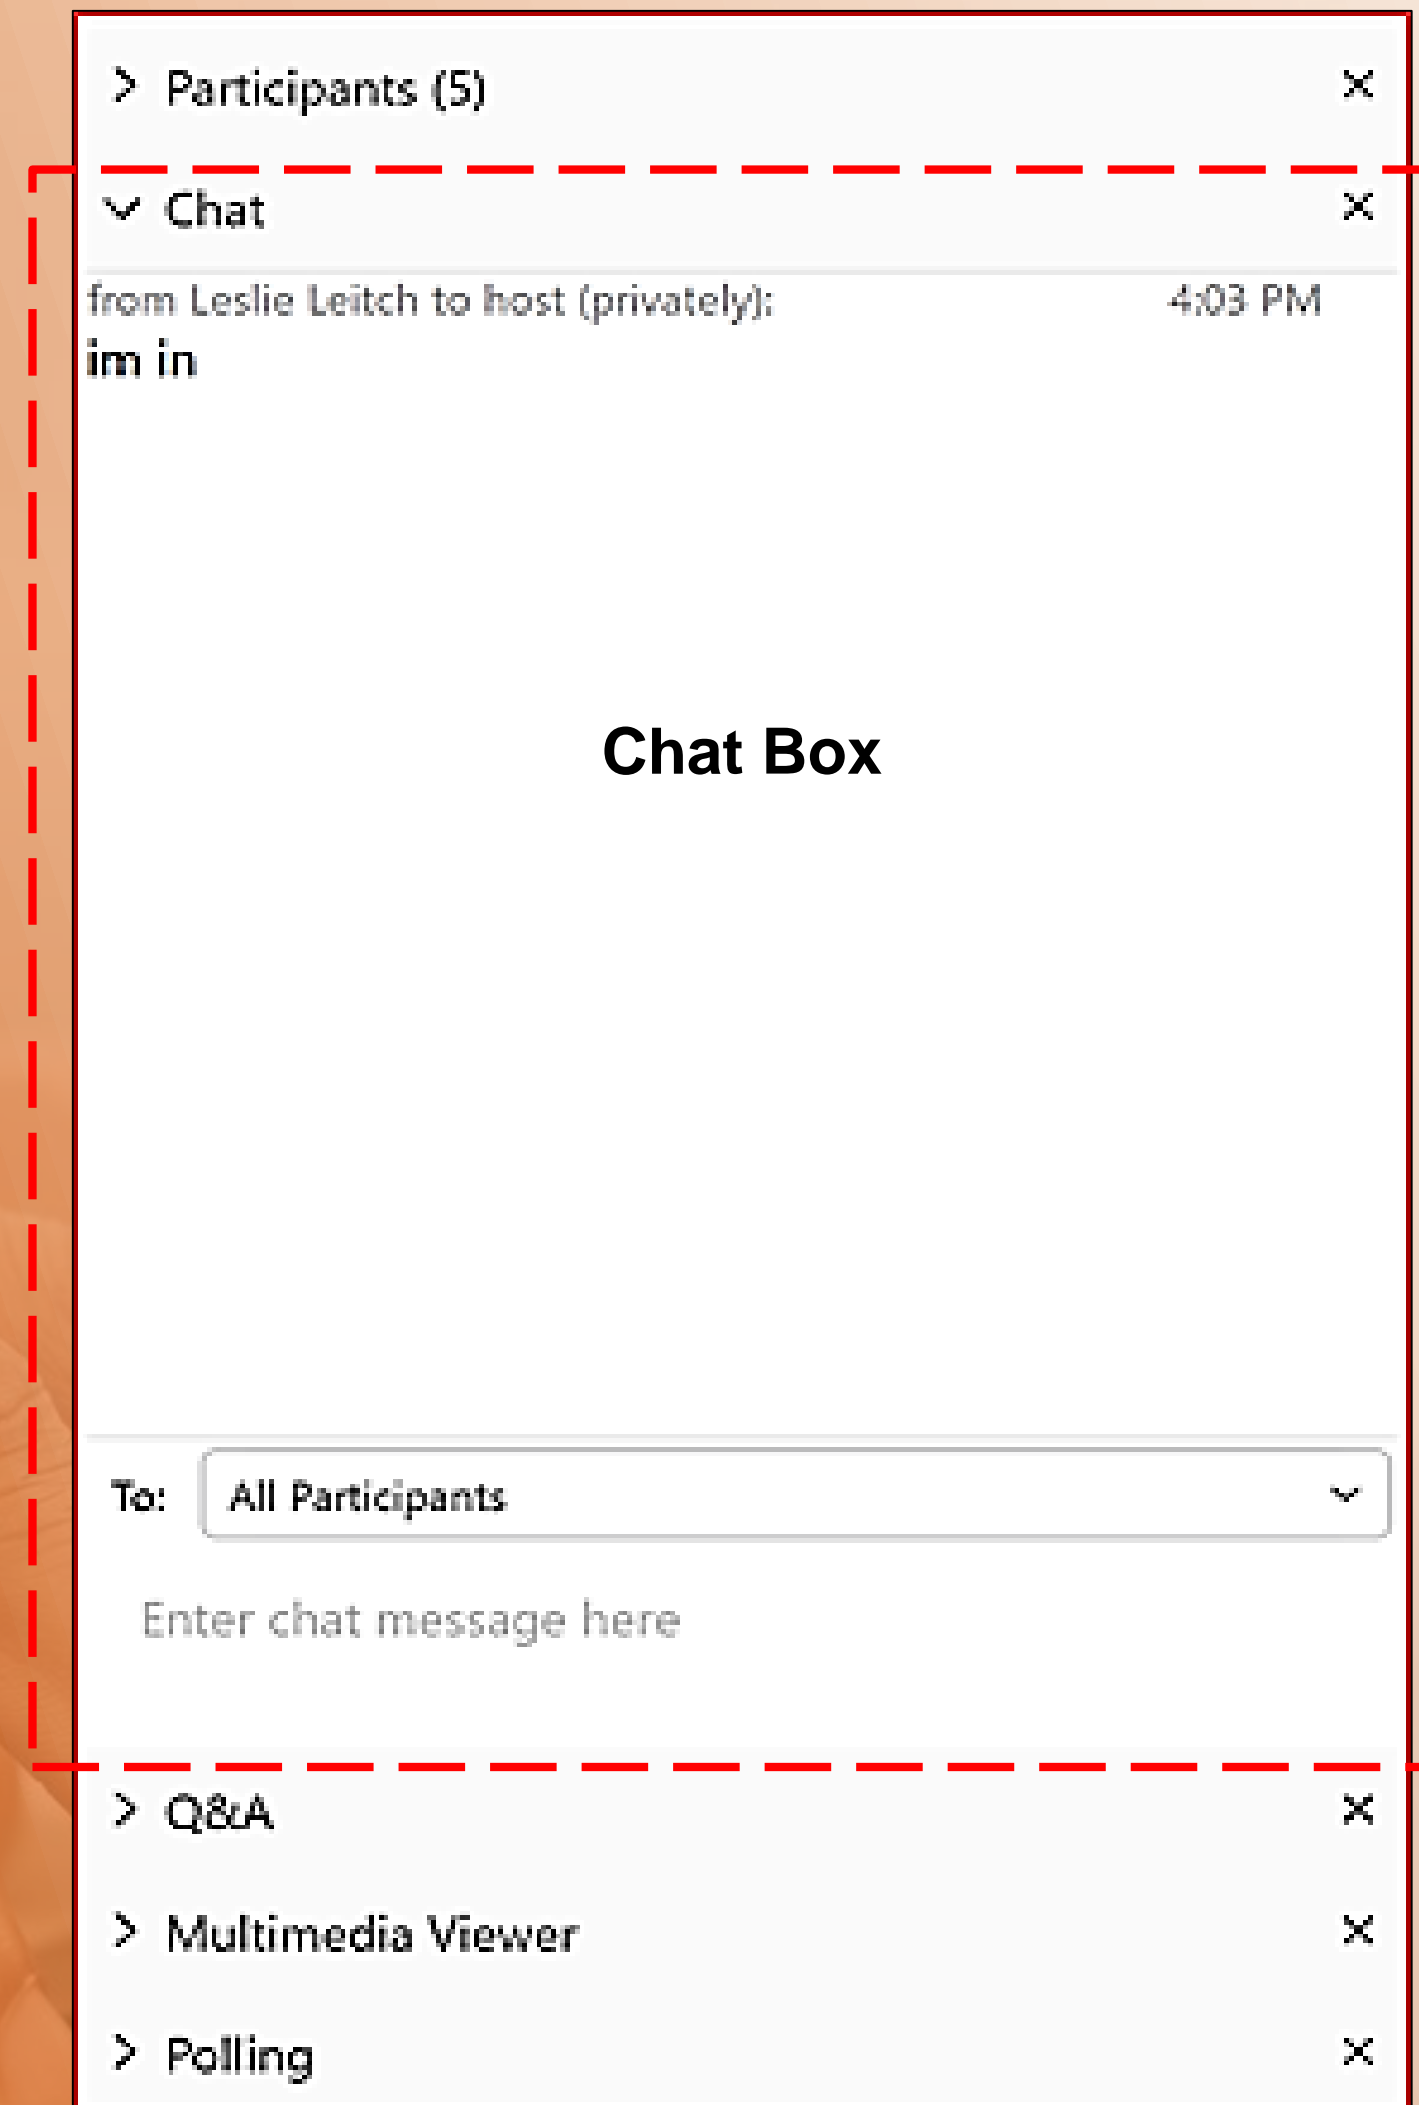 Participants (5)
Chat
from Leslie Leitch to host (privately): 4:03 PM
im in
Chat Box
To: All Participants
Enter chat message here
Q&A
Multimedia Viewer
Polling